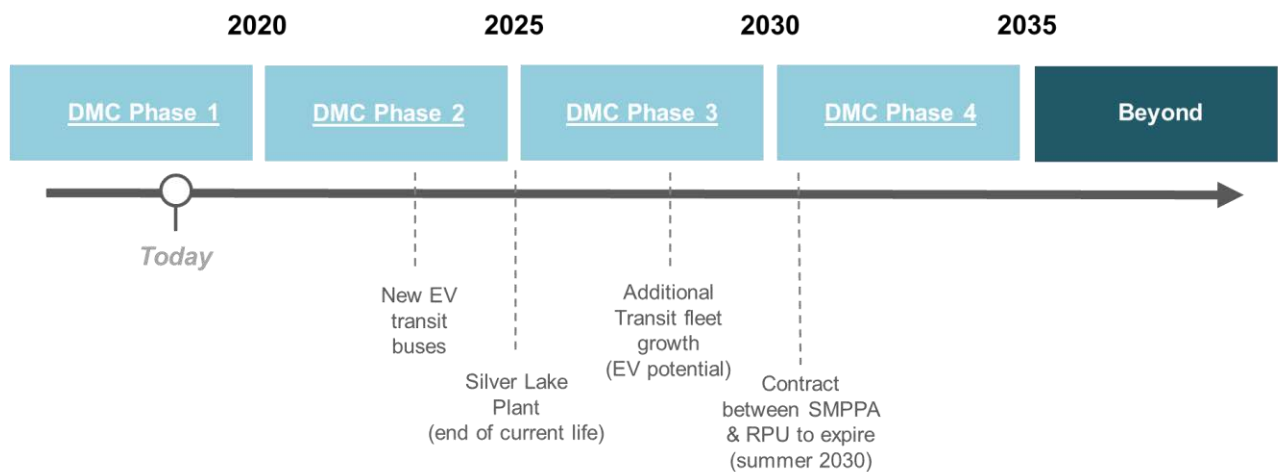 2020 2025 2030 2035
DMC Phase 1 DMC Phase 2 DMC Phase 3 DMC Phase 4 Beyond
Today
New EV
transit
buses
Silver Lake
Plant
(end of current life)
Additional
Transit fleet
growth
(EV potential)
Contract
between SMPPA
& RPU to expire
(summer 2030)